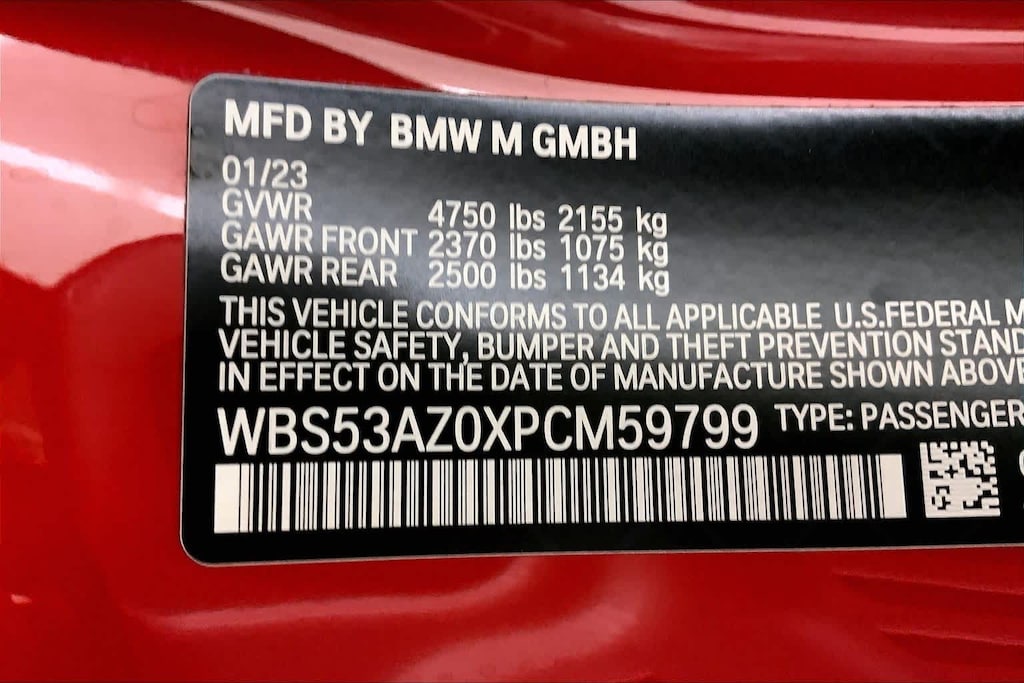 MFD BY BMW M GMBH
01/23
GVWR 4750 lbs 2155 kg
GAWR FRONT 2370 lbs 1075 kg
GAWR REAR 2500 lbs 1134 kg
THIS VEHICLE CONFORMS TO ALL APPLICABLE U.S.FEDERAL M
VEHICLE SAFETY, BUMPER AND THEFT PREVENTION STAND
IN EFFECT ON THE DATE OF MANUFACTURE SHOWN ABOVE
WBS53AZ0XPCM59799 TYPE: PASSENGER